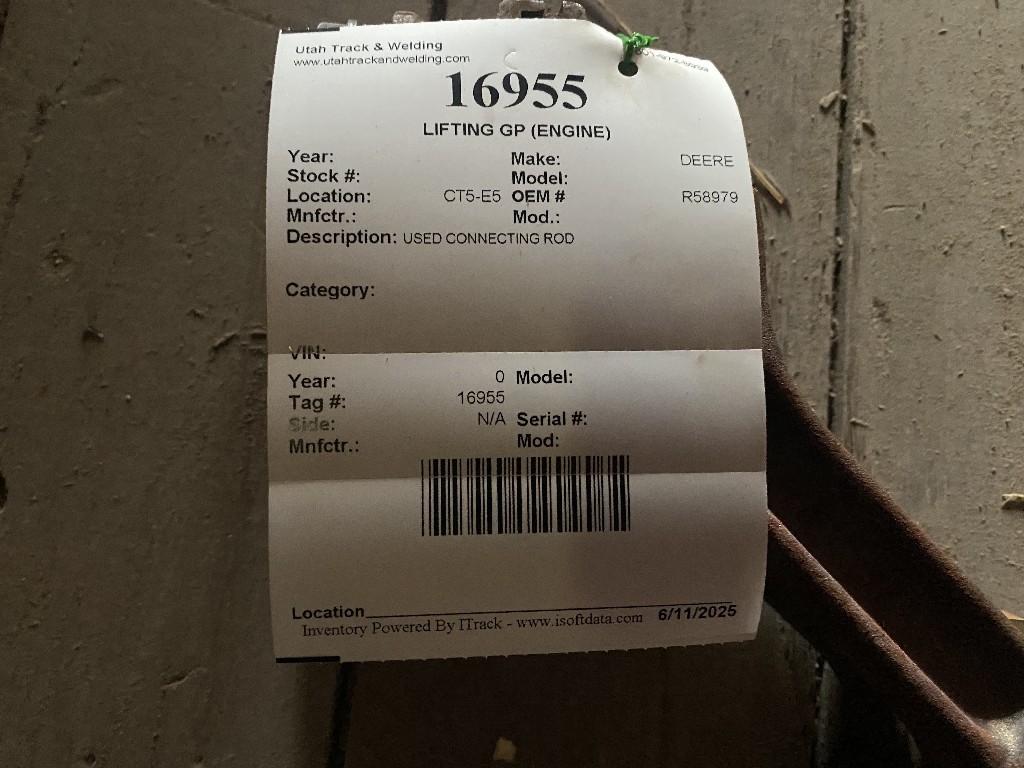 Utah Track & Welding
www.utahtrackandwelding.com
16955
LIFTING GP (ENGINE)
Year: Make: DEERE
Stock #: Model:
Location: CT5-E5 OEM # R58979
Mnfctr.: Mod.:
Description: USED CONNECTING ROD
Category:
VIN:
Year: 0 Model:
Tag #: 16955
Side: N/A Serial #:
Mnfctr.: Mod:
Location 6/11/2025
Inventory Powered By ITrack - www.isoftdata.com